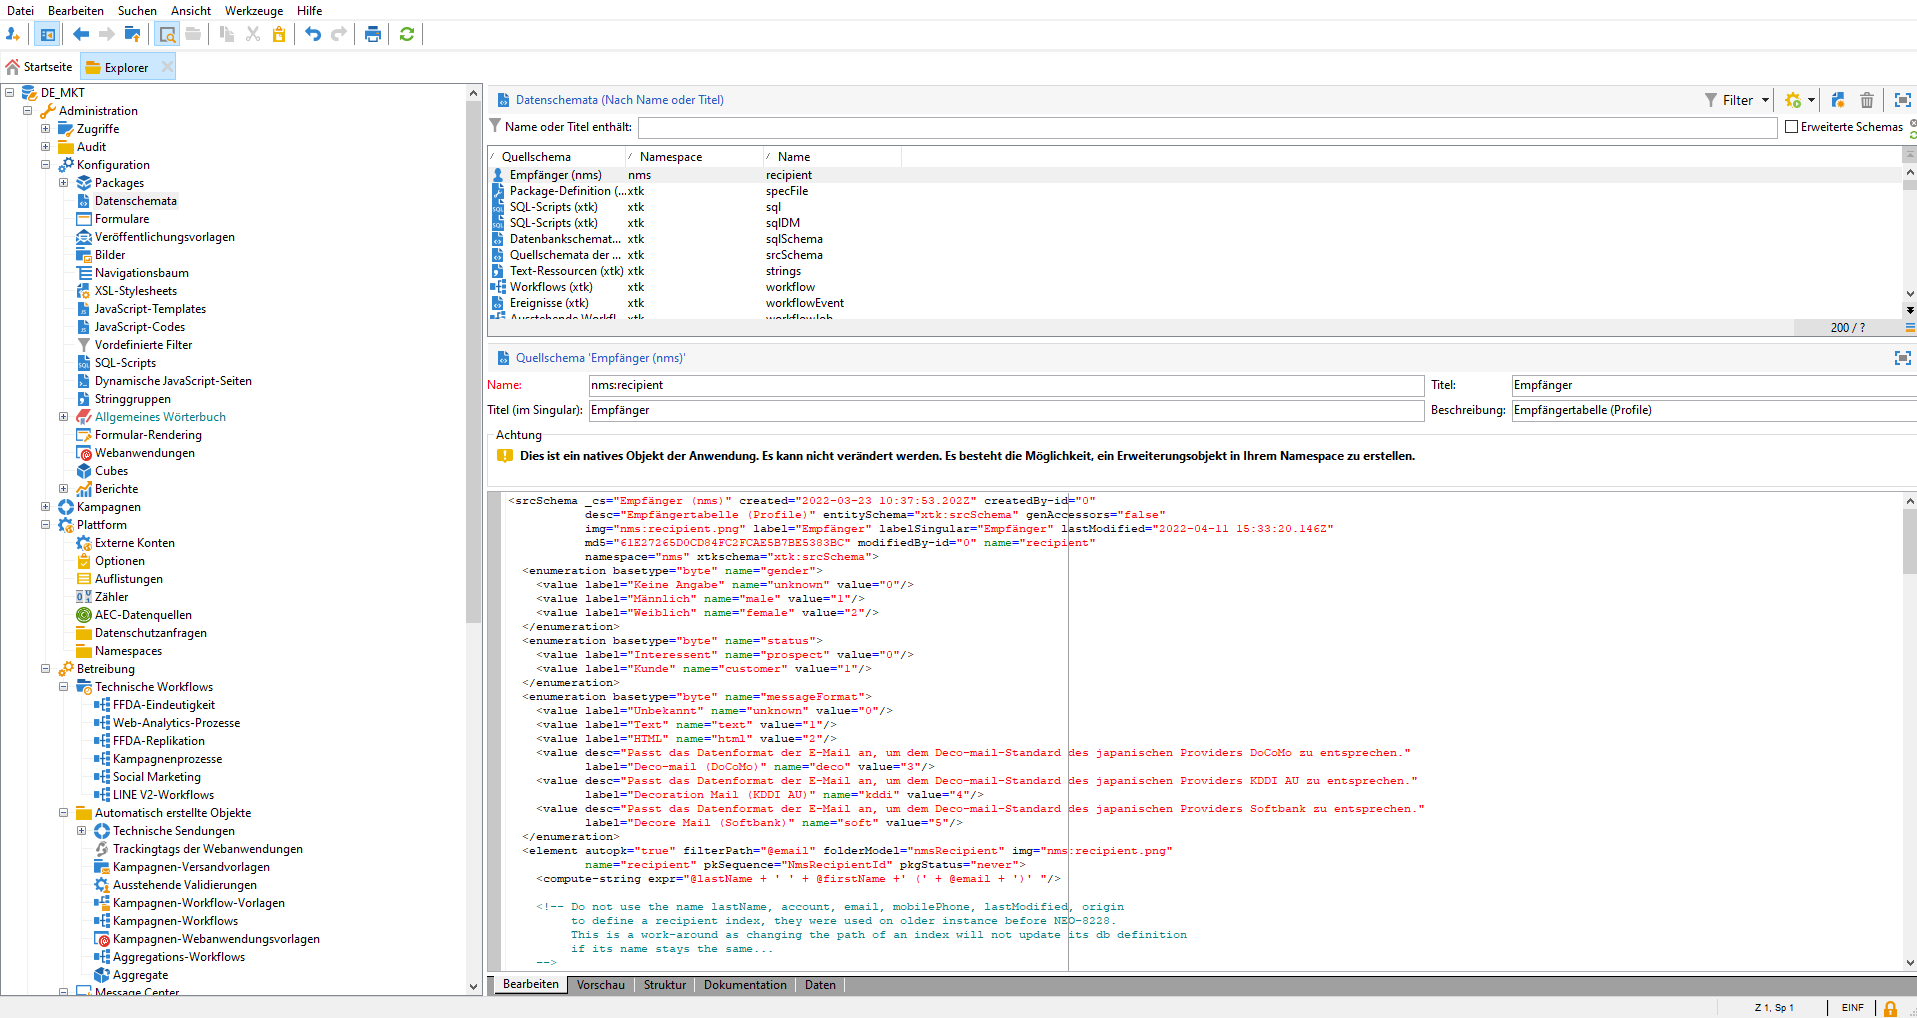 Datei Bearbeiten Suchen Ansicht Werkzeuge Hilfe
Startseite Explorer
DE_MKT
Administration
Zugriffe
Audit
Konfiguration
Packages
Datenschemata
Formulare
Veröffentlichungsvorlagen
Bilder
Navigationsbaum
XSL-Stylesheets
JavaScript-Templates
JavaScript-Codes
Vordefinierte Filter
SQL-Scripts
Dynamische JavaScript-Seiten
Stringgruppen
Allgemeines Wörterbuch
Formular-Rendering
Webanwendungen
Cubes
Berichte
Kampagnen
Plattform
Externe Konten
Optionen
Auflistungen
Zähler
AEC-Datenquellen
Datenschutzanfragen
Namespaces
Betreibung
Technische Workflows
FFDA-Eindeutigkeit
Web-Analytics-Prozesse
FFDA-Replikation
Kampagnenprozesse
Social Marketing
LINE V2-Workflows
Automatisch erstellte Objekte
Technische Sendungen
Trackingtags der Webanwendungen
Kampagnen-Versandvorlagen
Ausstehende Validierungen
Kampagnen-Workflow-Vorlagen
Kampagnen-Workflows
Kampagnen-Webanwendungsvorlagen
Aggregations-Workflows
Aggregate
Message Center
Datenschemata (Nach Name oder Titel) Filter
Name oder Titel enthält: Erweiterte Schemas
Quellschema Namespace Name
Empfänger (nms) nms recipient
Package-Definition (... xtk specFile
SQL-Scripts (xtk) xtk sql
SQL-Scripts (xtk) xtk sqlDM
Datenbankschemat... xtk sqlSchema
Quellschemata der ... xtk srcSchema
Text-Ressourcen (xtk) xtk strings
Workflows (xtk) xtk workflow
Ereignisse (xtk) xtk workflowEvent
Ausstehende Workfl... xtk workflowJob
200 / ?
Quellschema 'Empfänger (nms)'
Name: nms:recipient Titel: Empfänger
Titel (im Singular): Empfänger Beschreibung: Empfängertabelle (Profile)
Achtung
Dies ist ein natives Objekt der Anwendung. Es kann nicht verändert werden. Es besteht die Möglichkeit, ein Erweiterungsobjekt in Ihrem Namespace zu erstellen.
<srcSchema _cs="Empfänger (nms)" created="2022-03-23 10:37:53.202Z" createdBy-id="0"
desc="Empfängertabelle (Profile)" entitySchema="xtk:srcSchema" genAccessors="false"
img="nms:recipient.png" label="Empfänger" labelSingular="Empfänger" lastModified="2022-04-11 15:33:20.146Z"
md5="61E27265D0CD84FC2FCAE5B7BE5383BC" modifiedBy-id="0" name="recipient"
namespace="nms" xtkschema="xtk:srcSchema">
<enumeration basetype="byte" name="gender">
<value label="Keine Angabe" name="unknown" value="0"/>
<value label="Männlich" name="male" value="1"/>
<value label="Weiblich" name="female" value="2"/>
</enumeration>
<enumeration basetype="byte" name="status">
<value label="Interessent" name="prospect" value="0"/>
<value label="Kunde" name="customer" value="1"/>
</enumeration>
<enumeration basetype="byte" name="messageFormat">
<value label="Unbekannt" name="unknown" value="0"/>
<value label="Text" name="text" value="1"/>
<value label="HTML" name="html" value="2"/>
<value desc="Passt das Datenformat der E-Mail an, um dem Deco-mail-Standard des japanischen Providers DoCoMo zu entsprechen."
label="Deco-mail (DoCoMo)" name="deco" value="3"/>
<value desc="Passt das Datenformat der E-Mail an, um dem Deco-mail-Standard des japanischen Providers KDDI AU zu entsprechen."
label="Decoration Mail (KDDI AU)" name="kddi" value="4"/>
<value desc="Passt das Datenformat der E-Mail an, um dem Deco-mail-Standard des japanischen Providers Softbank zu entsprechen."
label="Decore Mail (Softbank)" name="soft" value="5"/>
</enumeration>
<element autopk="true" filterPath="@email" folderModel="nmsRecipient" img="nms:recipient.png"
name="recipient" pkSequence="NmsRecipientId" pkgStatus="never">
<compute-string expr="@lastName + ' ' + @firstName +' (' + @email + ')' "/>
<!-- Do not use the name lastName, account, email, mobilePhone, lastModified, origin
to define a recipient index, they were used on older instance before NEO-8228.
This is a work-around as changing the path of an index will not update its db definition
if its name stays the same...
-->
Bearbeiten Vorschau Struktur Dokumentation Daten
Z 1, Sp 1 EINF